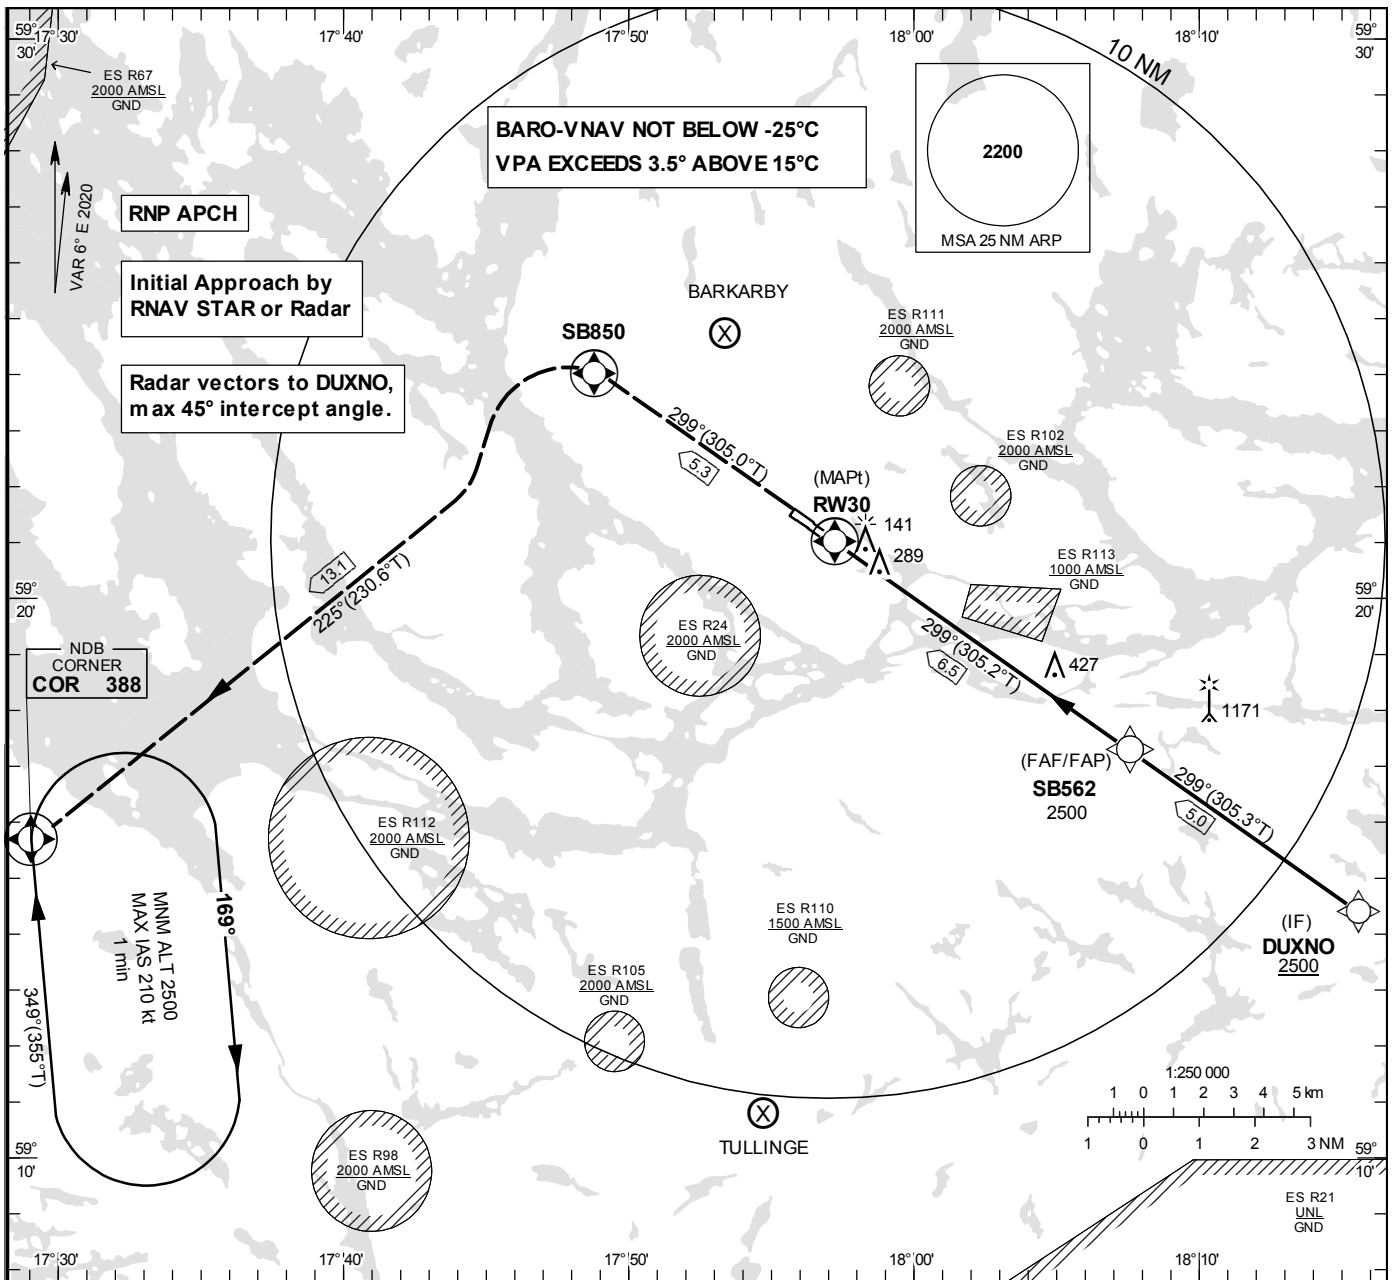 59°
30'
17°30'
17°40'
17°50'
18°00'
18°10'
59°
30'
10 NM
ES R67
2000 AMSL
GND
VAR 6° E 2020
BARO-VNAV NOT BELOW -25°C
VPA EXCEEDS 3.5° ABOVE 15°C
2200
MSA 25 NM ARP
RNP APCH
Initial Approach by
RNAV STAR or Radar
Radar vectors to DUXNO,
max 45° intercept angle.
BARKARBY
X
SB850
ES R111
2000 AMSL
GND
299°(305.0°T)
5.3
ES R102
2000 AMSL
GND
(MAPt)
RW30
141
289
ES R113
1000 AMSL
GND
13.1
225°(230.6°T)
59°
20'
59°
20'
ES R24
2000 AMSL
GND
299°(305.2°T)
6.5
427
1171
NDB
CORNER
COR 388
(FAF/FAP)
SB562
2500
299°(305.3°T)
5.0
ES R112
2000 AMSL
GND
169°
MNM ALT 2500
MAX IAS 210 kt
1 min
349°(355°T)
(IF)
DUXNO
2500
ES R110
1500 AMSL
GND
ES R105
2000 AMSL
GND
1:250 000
1 0 1 2 3 4 5 km
1 0 1 2 3 NM
X
TULLINGE
59°
10'
59°
10'
ES R98
2000 AMSL
GND
ES R21
UNL
GND
17°30'
17°40'
17°50'
18°00'
18°10'